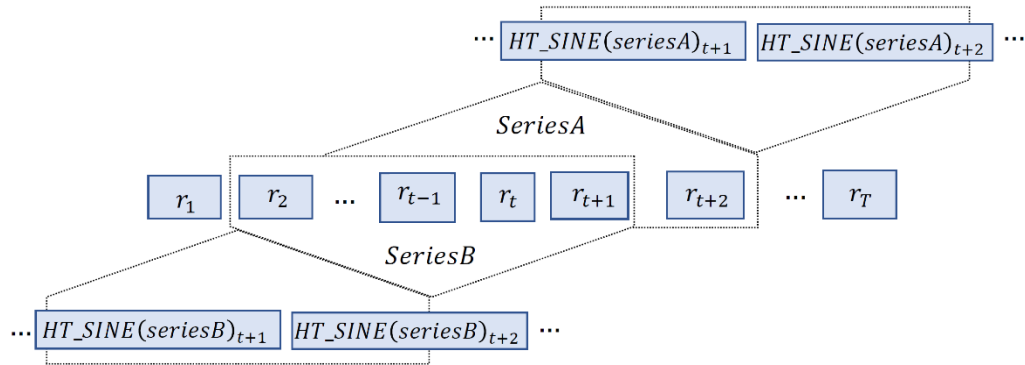 ... HT_SINE(seriesA)_{t+1} HT_SINE(seriesA)_{t+2} ...
SeriesA
r_1 r_2 ... r_{t-1} r_t r_{t+1} r_{t+2} ... r_T
SeriesB
... HT_SINE(seriesB)_{t+1} HT_SINE(seriesB)_{t+2} ...